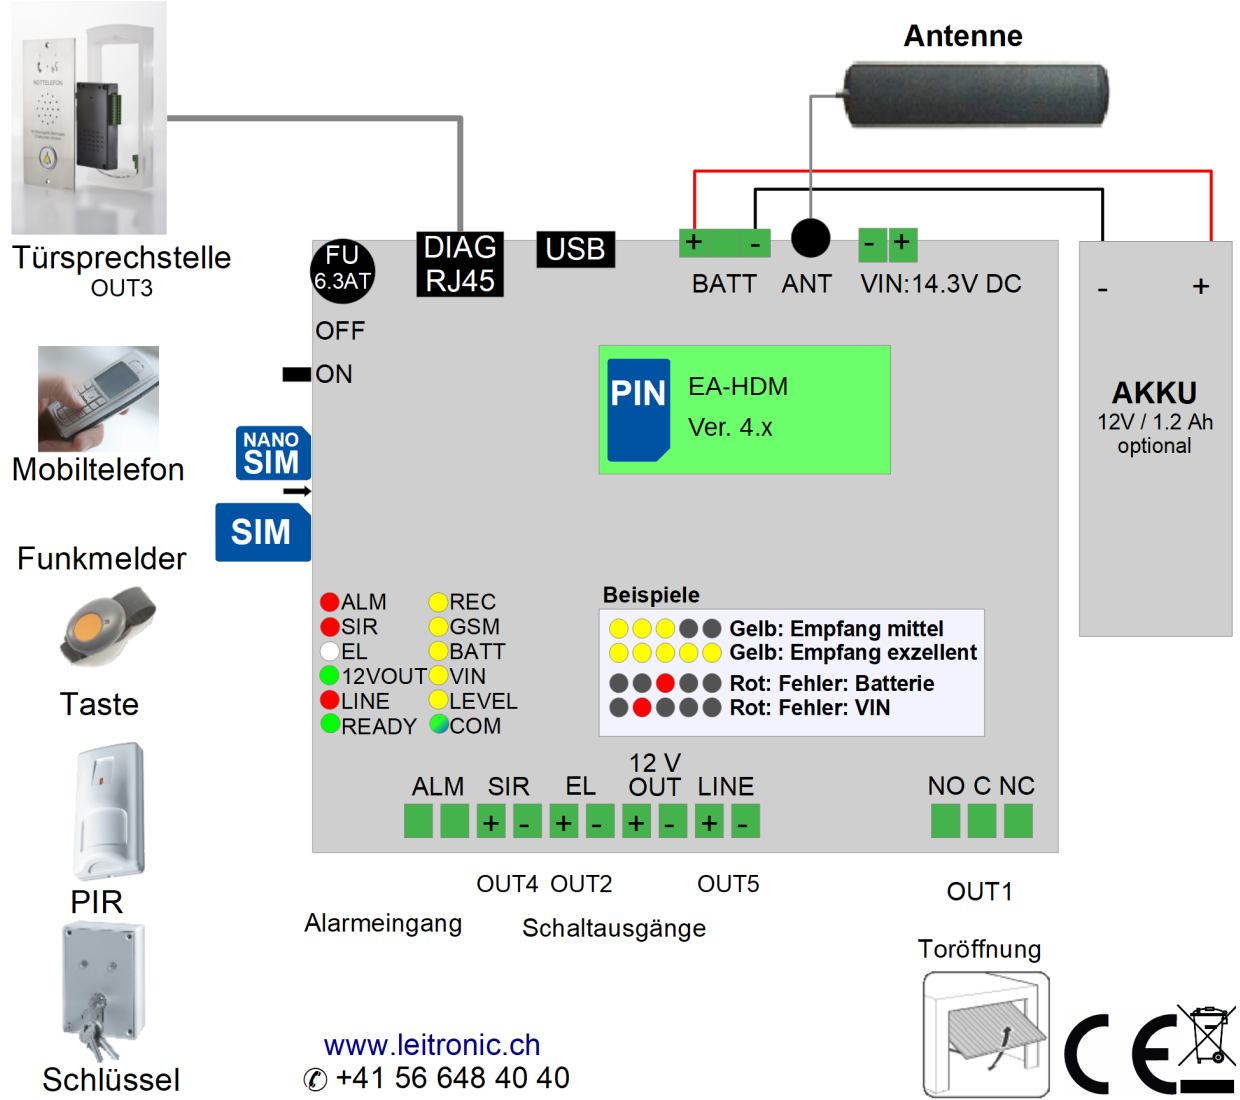 Antenne
NOTTELEFON
Türsprechstelle
OUT3
FU
6.3AT
DIAG
RJ45
USB
+ -
BATT
ANT
- +
VIN:14.3V DC
- +
AKKU
12V / 1.2 Ah
optional
OFF
ON
Mobiltelefon
NANO
SIM
SIM
PIN
EA-HDM
Ver. 4.x
Funkmelder
Taste
PIR
Schlüssel
ALM
SIR
EL
12VOUT
LINE
READY
REC
GSM
BATT
VIN
LEVEL
COM
Beispiele
Gelb: Empfang mittel
Gelb: Empfang exzellent
Rot: Fehler: Batterie
Rot: Fehler: VIN
ALM
SIR
EL
12 V
OUT
LINE
NO C NC
+ - + - + - + -
OUT4 OUT2
OUT5
OUT1
Alarmeingang
Schaltausgänge
Toröffnung
www.leitronic.ch
✆ +41 56 648 40 40
CE